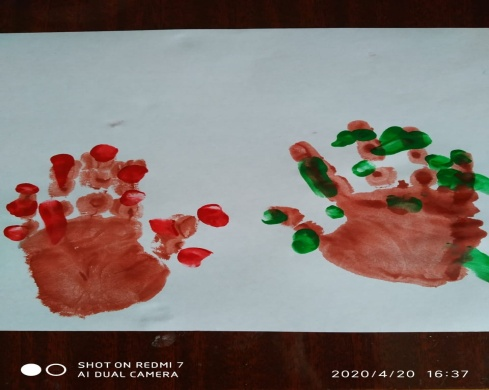 SHOT ON REDMI 7
AI DUAL CAMERA
2020/4/20 16:37